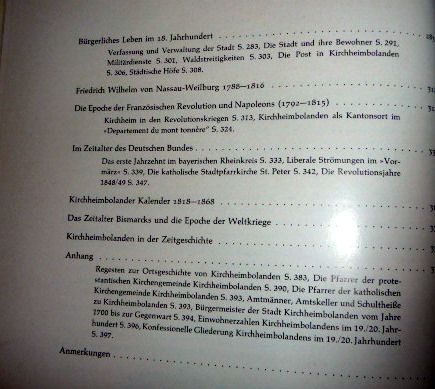 Bürgerliches Leben im 18. Jahrhundert
Verfassung und Verwaltung der Stadt S. 283, Die Stadt und ihre Bewohner S. 291,
Militärdienste S. 301, Waldstreitigkeiten S. 303, Die Post in Kirchheimbolanden
S. 306, Städtische Höfe S. 308.
Friedrich Wilhelm von Nassau-Weilburg 1788—1816
Die Epoche der Französischen Revolution und Napoleons (1792—1815)
Kirchheim in den Revolutionskriegen S. 313, Kirchheimbolanden als Kantonsort im
»Departement du mont tonnère“ S. 324.
Im Zeitalter des Deutschen Bundes
Das erste Jahrzehnt im bayerischen Rheinkreis S. 333, Liberale Strömungen im »Vor-
märz« S. 339, Die katholische Stadtpfarrkirche St. Peter S. 342, Die Revolutionsjahre
1848/49 S. 347.
Kirchheimbolander Kalender 1818—1868
Das Zeitalter Bismarcks und die Epoche der Weltkriege
Kirchheimbolanden in der Zeitgeschichte
Anhang
Regesten zur Ortsgeschichte von Kirchheimbolanden S. 383, Die Pfarrer der prote-
stantischen Kirchengemeinde Kirchheimbolanden S. 390, Die Pfarrer der katholischen
Kirchengemeinde Kirchheimbolanden S. 393, Amtmänner, Amtskeller und Schultheiße
zu Kirchheimbolanden S. 393, Bürgermeister der Stadt Kirchheimbolanden vom Jahre
1700 bis zur Gegenwart S. 394, Einwohnerzahlen Kirchheimbolandens im 19./20. Jahr-
hundert S. 396, Konfessionelle Gliederung Kirchheimbolandens im 19./20. Jahrhundert
S. 397.
Anmerkungen